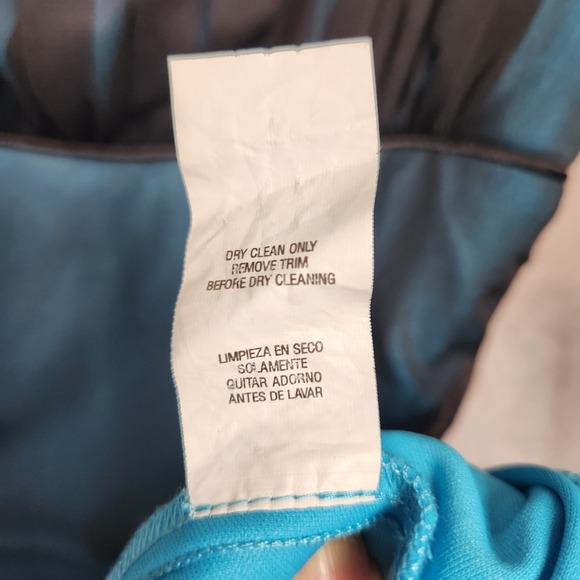 DRY CLEAN ONLY
REMOVE TRIM
BEFORE DRY CLEANING
LIMPIEZA EN SECO
SOLAMENTE
QUITAR ADORNO
ANTES DE LAVAR